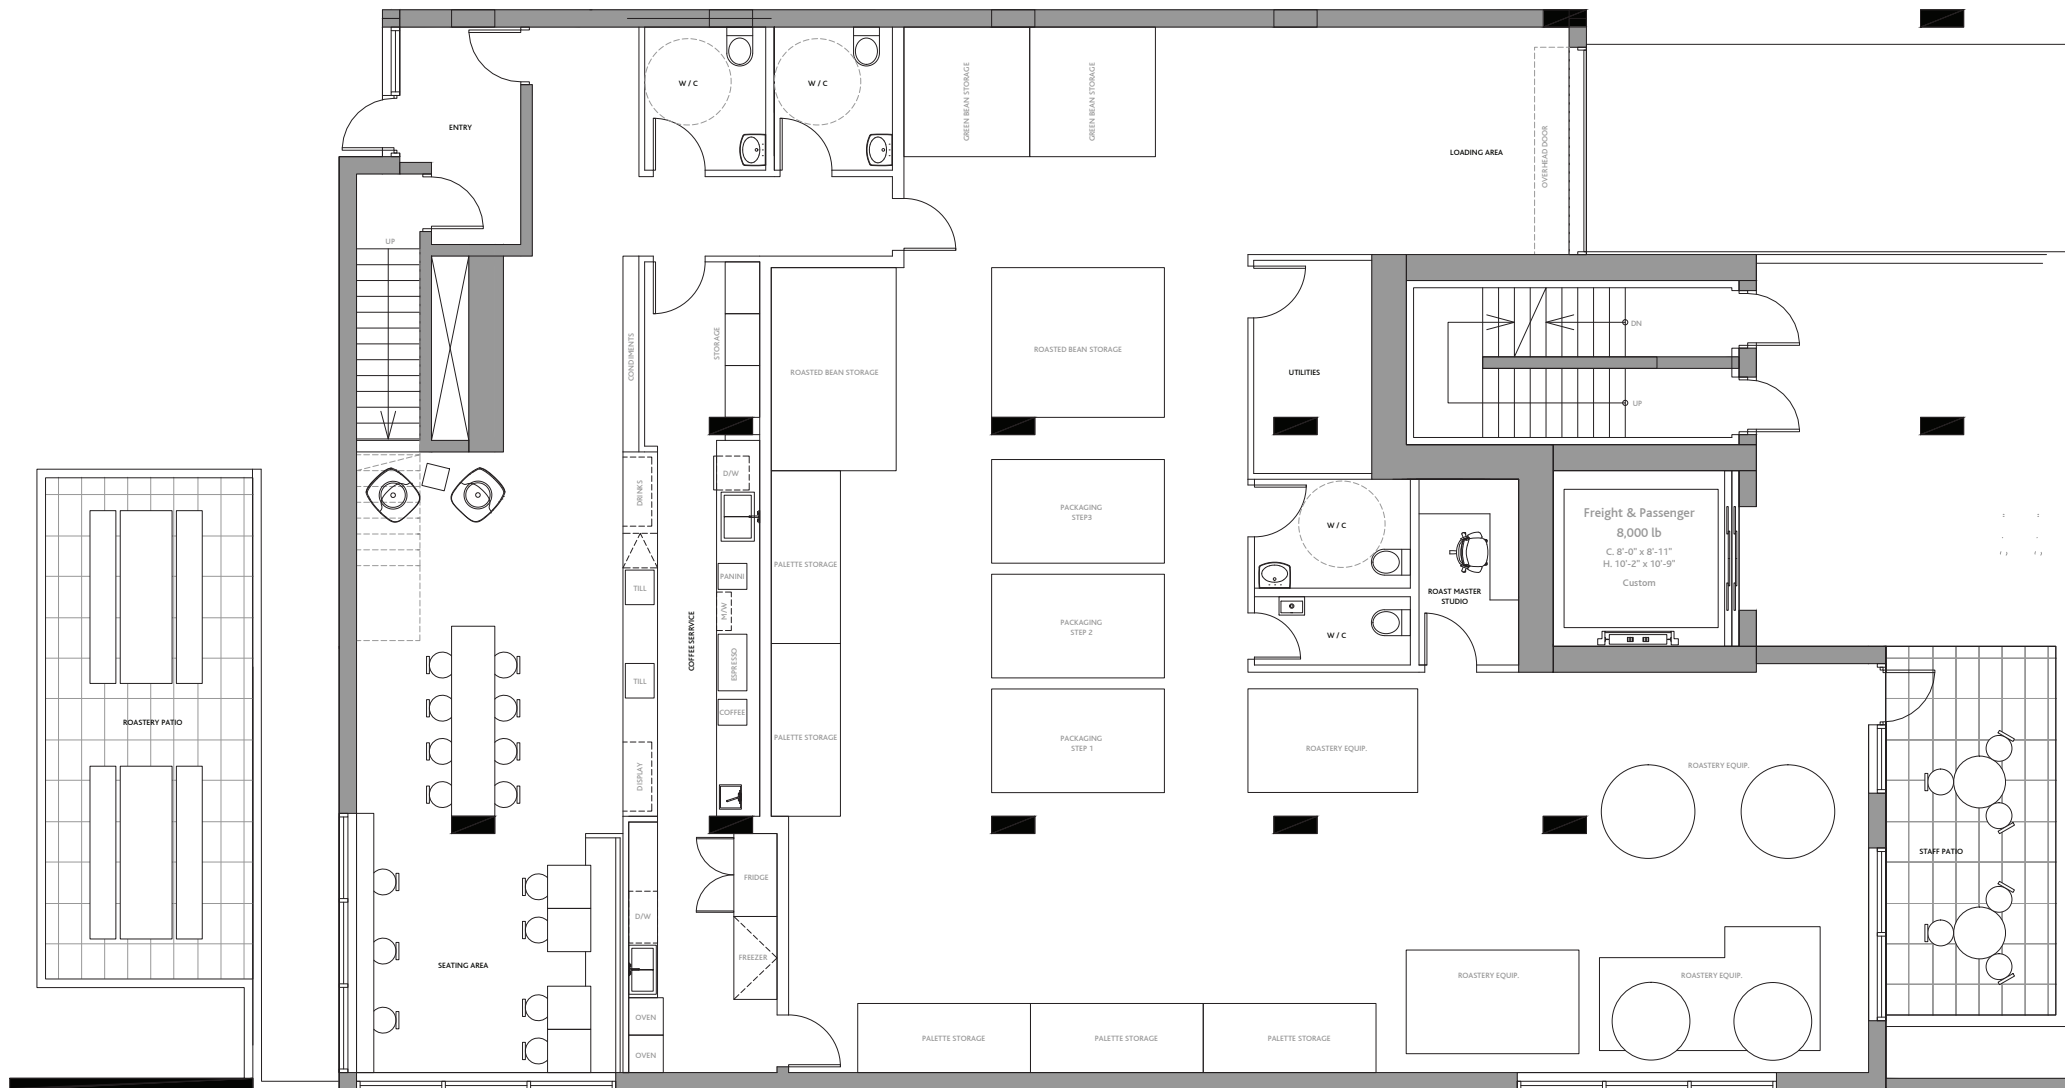 W / C
W / C
GREEN BEAN STORAGE
GREEN BEAN STORAGE
ENTRY
LOADING AREA
OVERHEAD DOOR
UP
CONDIMENTS
STORAGE
ROASTED BEAN STORAGE
ROASTED BEAN STORAGE
UTILITIES
DN
UP
D/W
DRINKS
PACKAGING
STEP3
W / C
Freight & Passenger
8,000 lb
C. 8'-0" x 8'-11"
H. 10'-2" x 10'-9"
Custom
TILL
PANINI
M/W
PALETTE STORAGE
ROAST MASTER
STUDIO
COFFEE SERRVICE
PACKAGING
STEP 2
W / C
TILL
ESPRESSO
COFFEE
ROASTERY PATIO
PALETTE STORAGE
PACKAGING
STEP 1
ROASTERY EQUIP.
ROASTERY EQUIP.
DISPLAY
STAFF PATIO
FRIDGE
D/W
SEATING AREA
FREEZER
ROASTERY EQUIP.
ROASTERY EQUIP.
OVEN
OVEN
PALETTE STORAGE
PALETTE STORAGE
PALETTE STORAGE